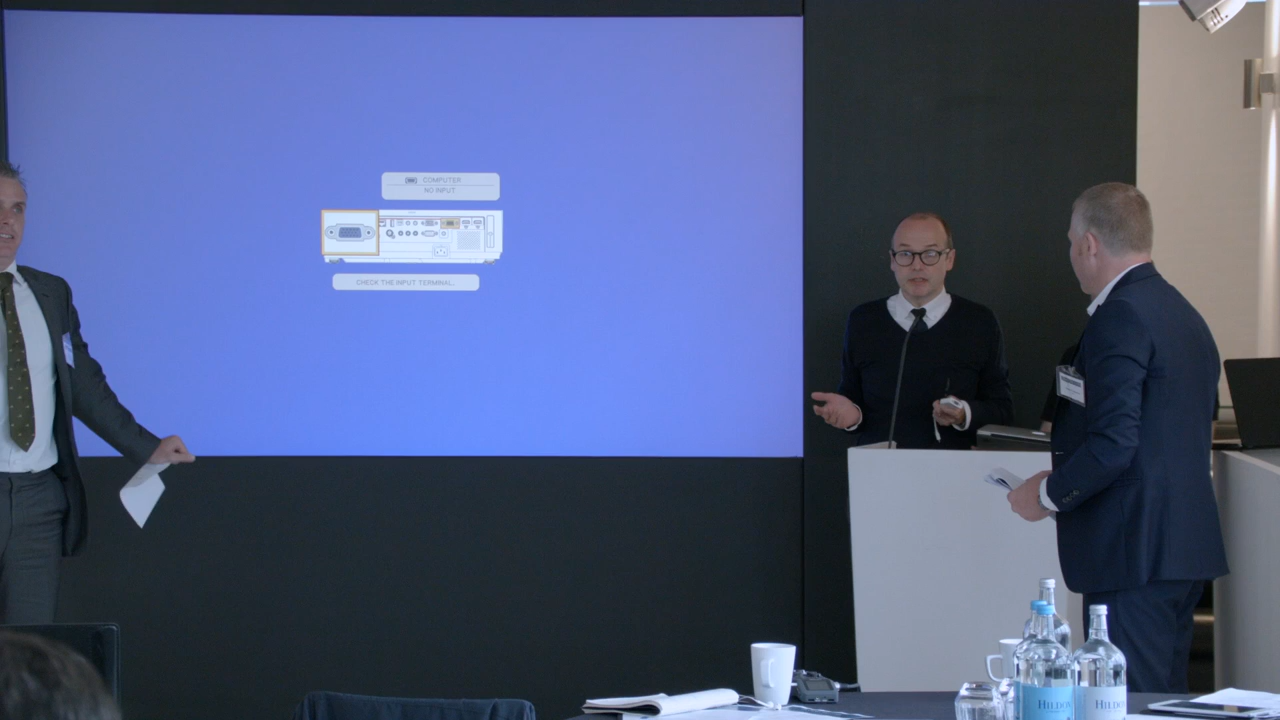 COMPUTER
NO INPUT
CHECK THE INPUT TERMINAL.
HILDON
HILDON